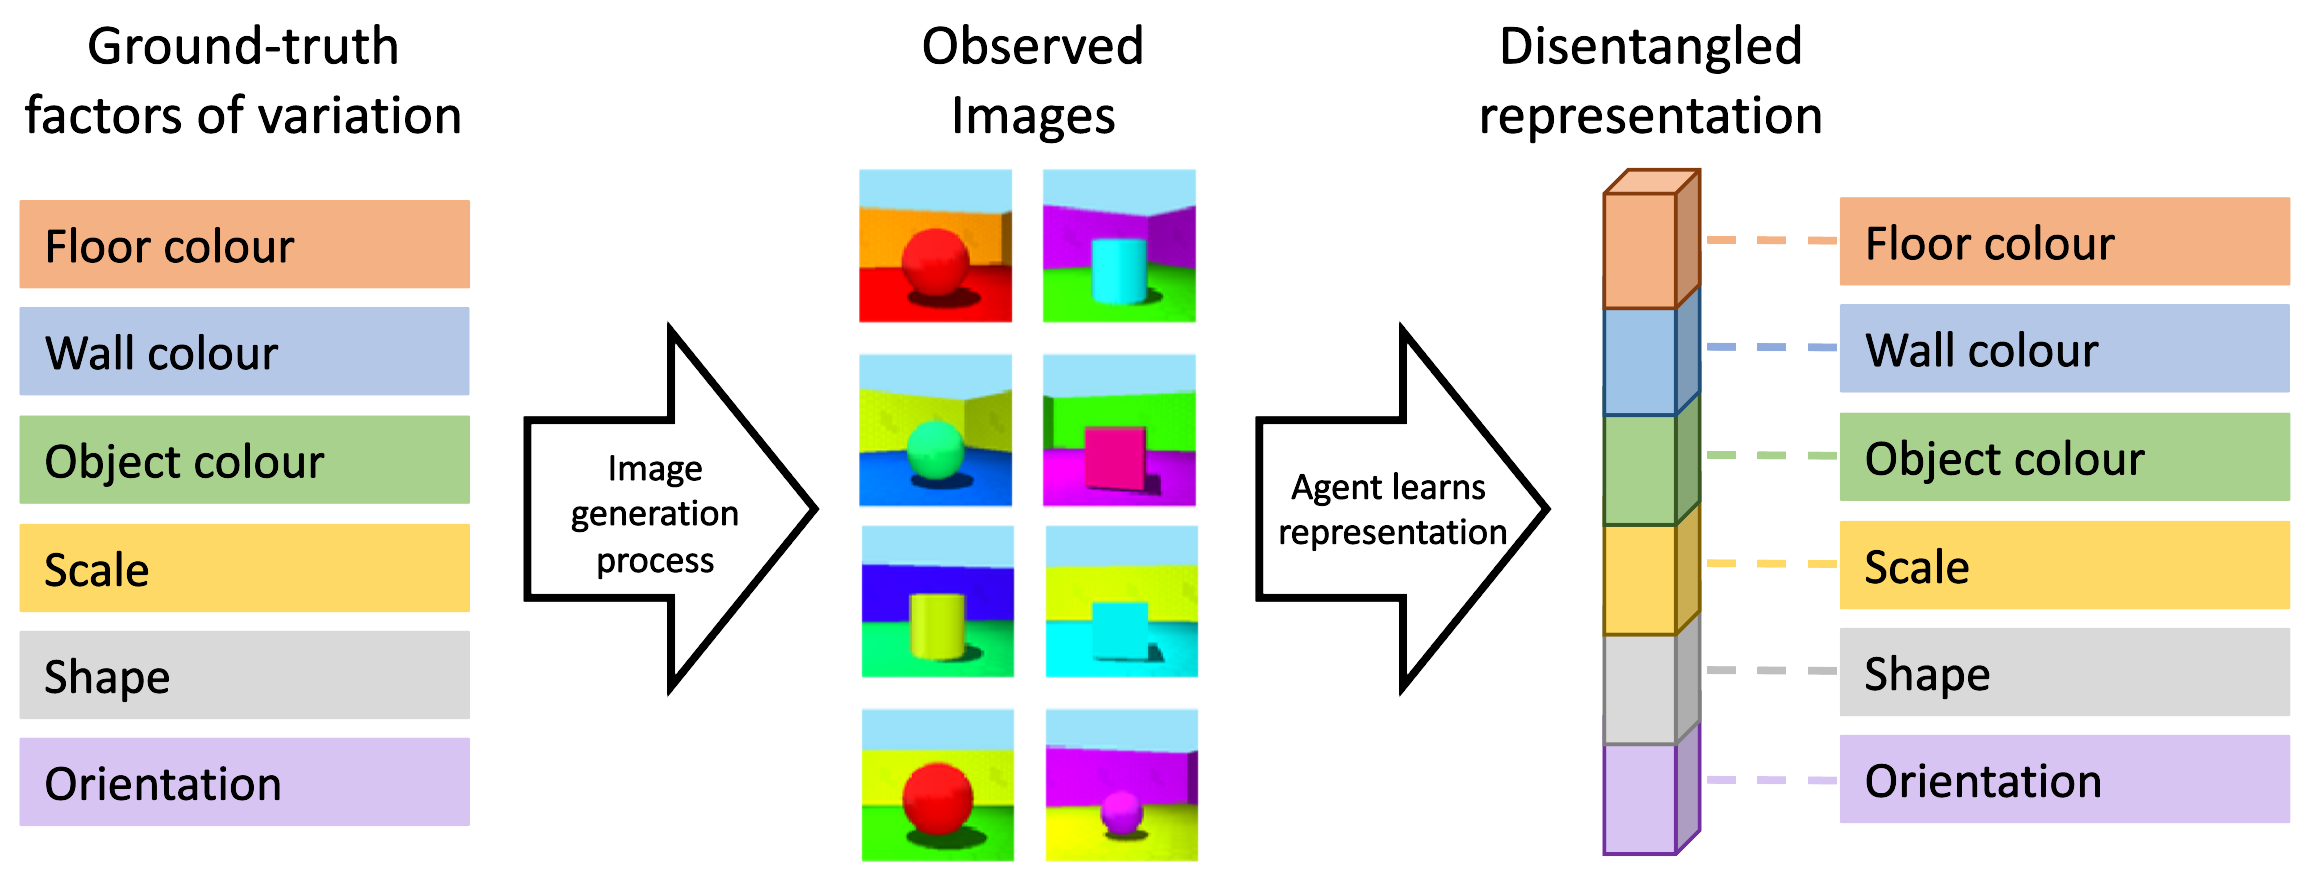 Ground-truth
factors of variation
Floor colour
Wall colour
Object colour
Scale
Shape
Orientation
Image
generation
process
Observed
Images
Agent learns
representation
Disentangled
representation
Floor colour
Wall colour
Object colour
Scale
Shape
Orientation